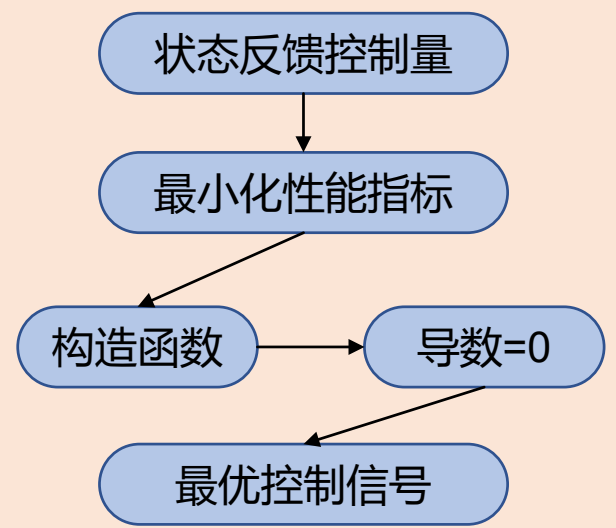 状态反馈控制量
最小化性能指标
构造函数
导数=0
最优控制信号